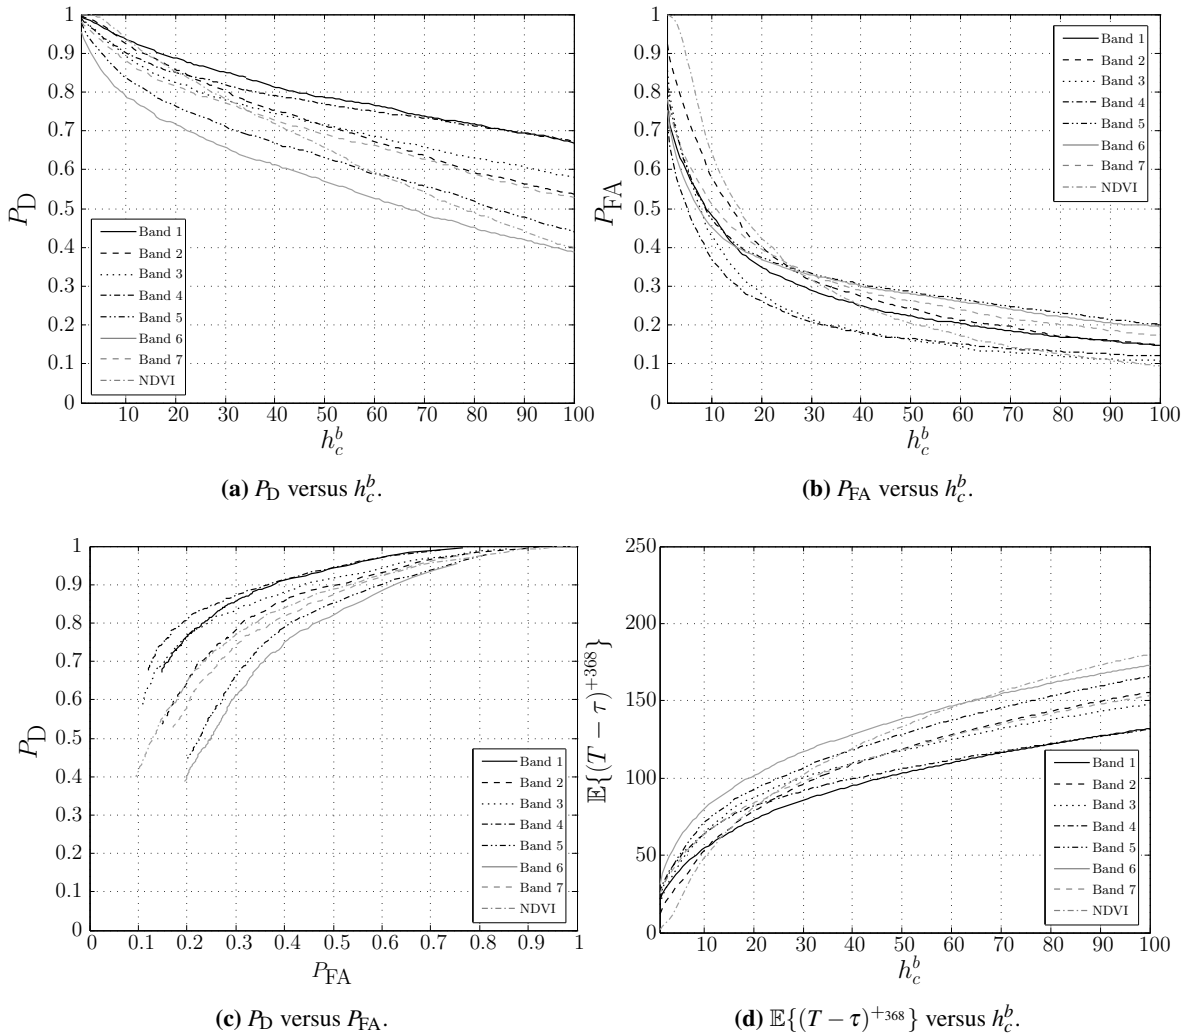 1
0.9
0.8
0.7
0.6
0.5
0.4
0.3
0.2
0.1
0
P_D
Band 1
Band 2
Band 3
Band 4
Band 5
Band 6
Band 7
NDVI
10 20 30 40 50 60 70 80 90 100
h_c^b
(a) P_D versus h_c^b.
1
0.9
0.8
0.7
0.6
0.5
0.4
0.3
0.2
0.1
0
P_FA
Band 1
Band 2
Band 3
Band 4
Band 5
Band 6
Band 7
NDVI
10 20 30 40 50 60 70 80 90 100
h_c^b
(b) P_FA versus h_c^b.
1
0.9
0.8
0.7
0.6
0.5
0.4
0.3
0.2
0.1
0
P_D
Band 1
Band 2
Band 3
Band 4
Band 5
Band 6
Band 7
NDVI
0 0.1 0.2 0.3 0.4 0.5 0.6 0.7 0.8 0.9 1
P_FA
(c) P_D versus P_FA.
250
200
150
100
50
0
𝔼{(T − τ)^{+368}}
Band 1
Band 2
Band 3
Band 4
Band 5
Band 6
Band 7
NDVI
10 20 30 40 50 60 70 80 90 100
h_c^b
(d) 𝔼{(T − τ)^{+368}} versus h_c^b.